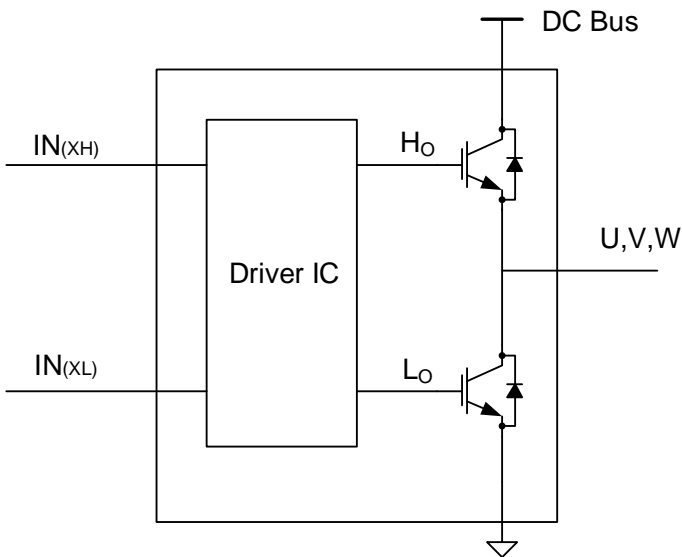 DC Bus
IN(XH)
HO
U,V,W
Driver IC
IN(XL)
LO